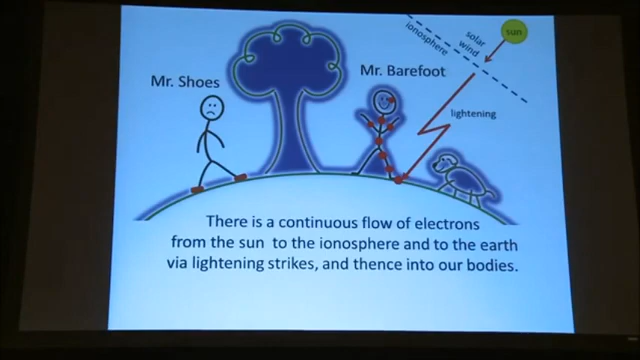 sun
solar
wind
ionosphere
Mr. Shoes
Mr. Barefoot
lightening
There is a continuous flow of electrons
from the sun to the ionosphere and to the earth
via lightening strikes, and thence into our bodies.